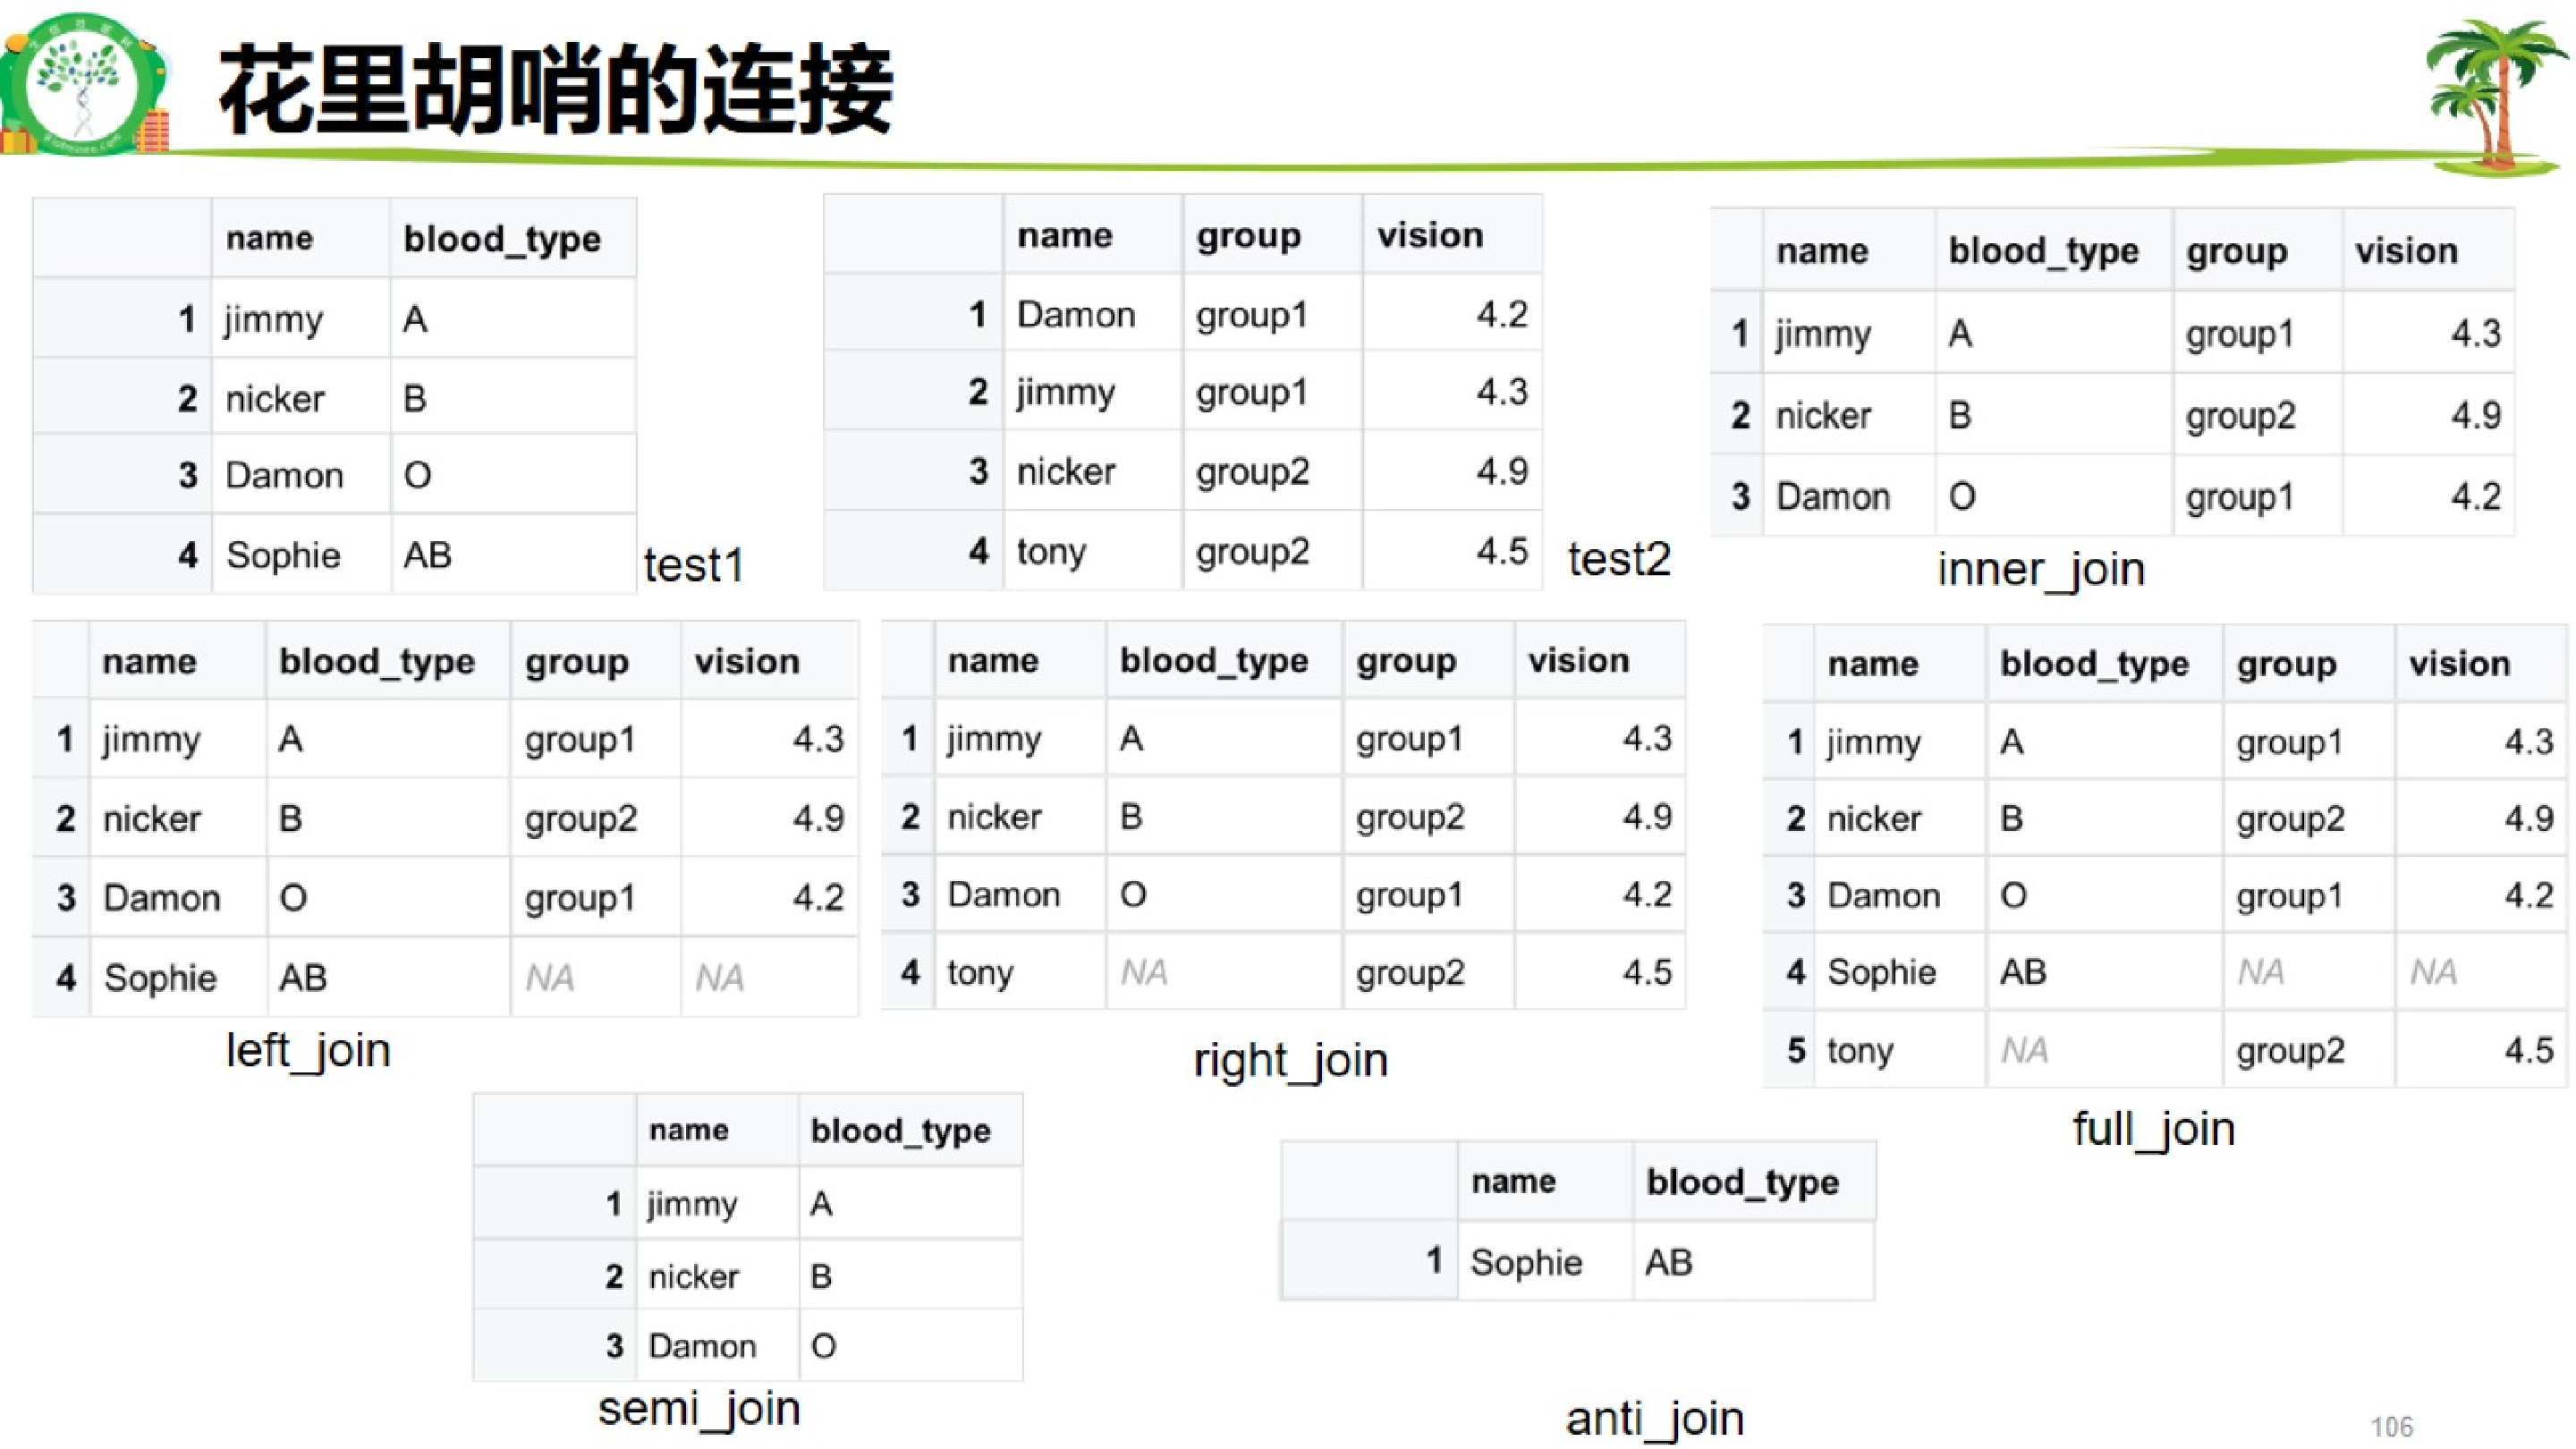 花里胡哨的连接
name blood_type
1 jimmy A
2 nicker B
3 Damon O
4 Sophie AB
test1
name group vision
1 Damon group1 4.2
2 jimmy group1 4.3
3 nicker group2 4.9
4 tony group2 4.5
test2
name blood_type group vision
1 jimmy A group1 4.3
2 nicker B group2 4.9
3 Damon O group1 4.2
inner_join
name blood_type group vision
1 jimmy A group1 4.3
2 nicker B group2 4.9
3 Damon O group1 4.2
4 Sophie AB NA NA
left_join
name blood_type group vision
1 jimmy A group1 4.3
2 nicker B group2 4.9
3 Damon O group1 4.2
4 tony NA group2 4.5
right_join
name blood_type group vision
1 jimmy A group1 4.3
2 nicker B group2 4.9
3 Damon O group1 4.2
4 Sophie AB NA NA
5 tony NA group2 4.5
full_join
name blood_type
1 jimmy A
2 nicker B
3 Damon O
semi_join
name blood_type
1 Sophie AB
anti_join
106